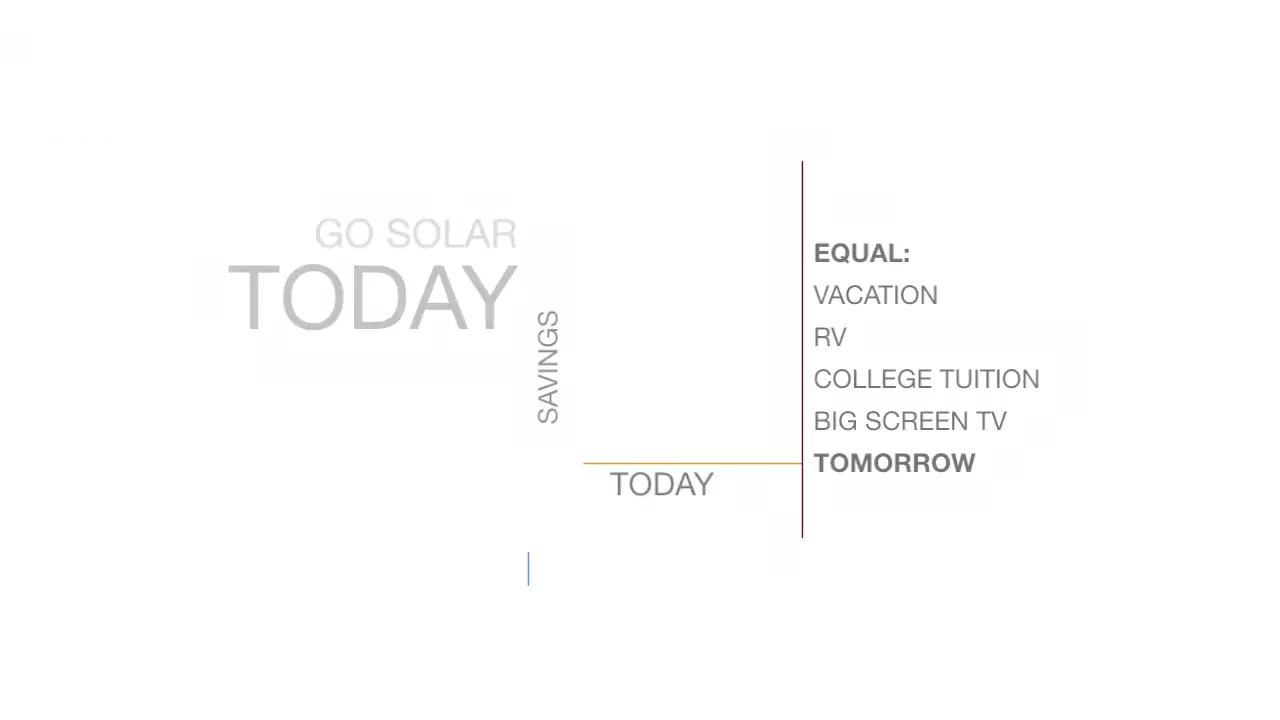 GO SOLAR
TODAY
SAVINGS
TODAY
EQUAL:
VACATION
RV
COLLEGE TUITION
BIG SCREEN TV
TOMORROW